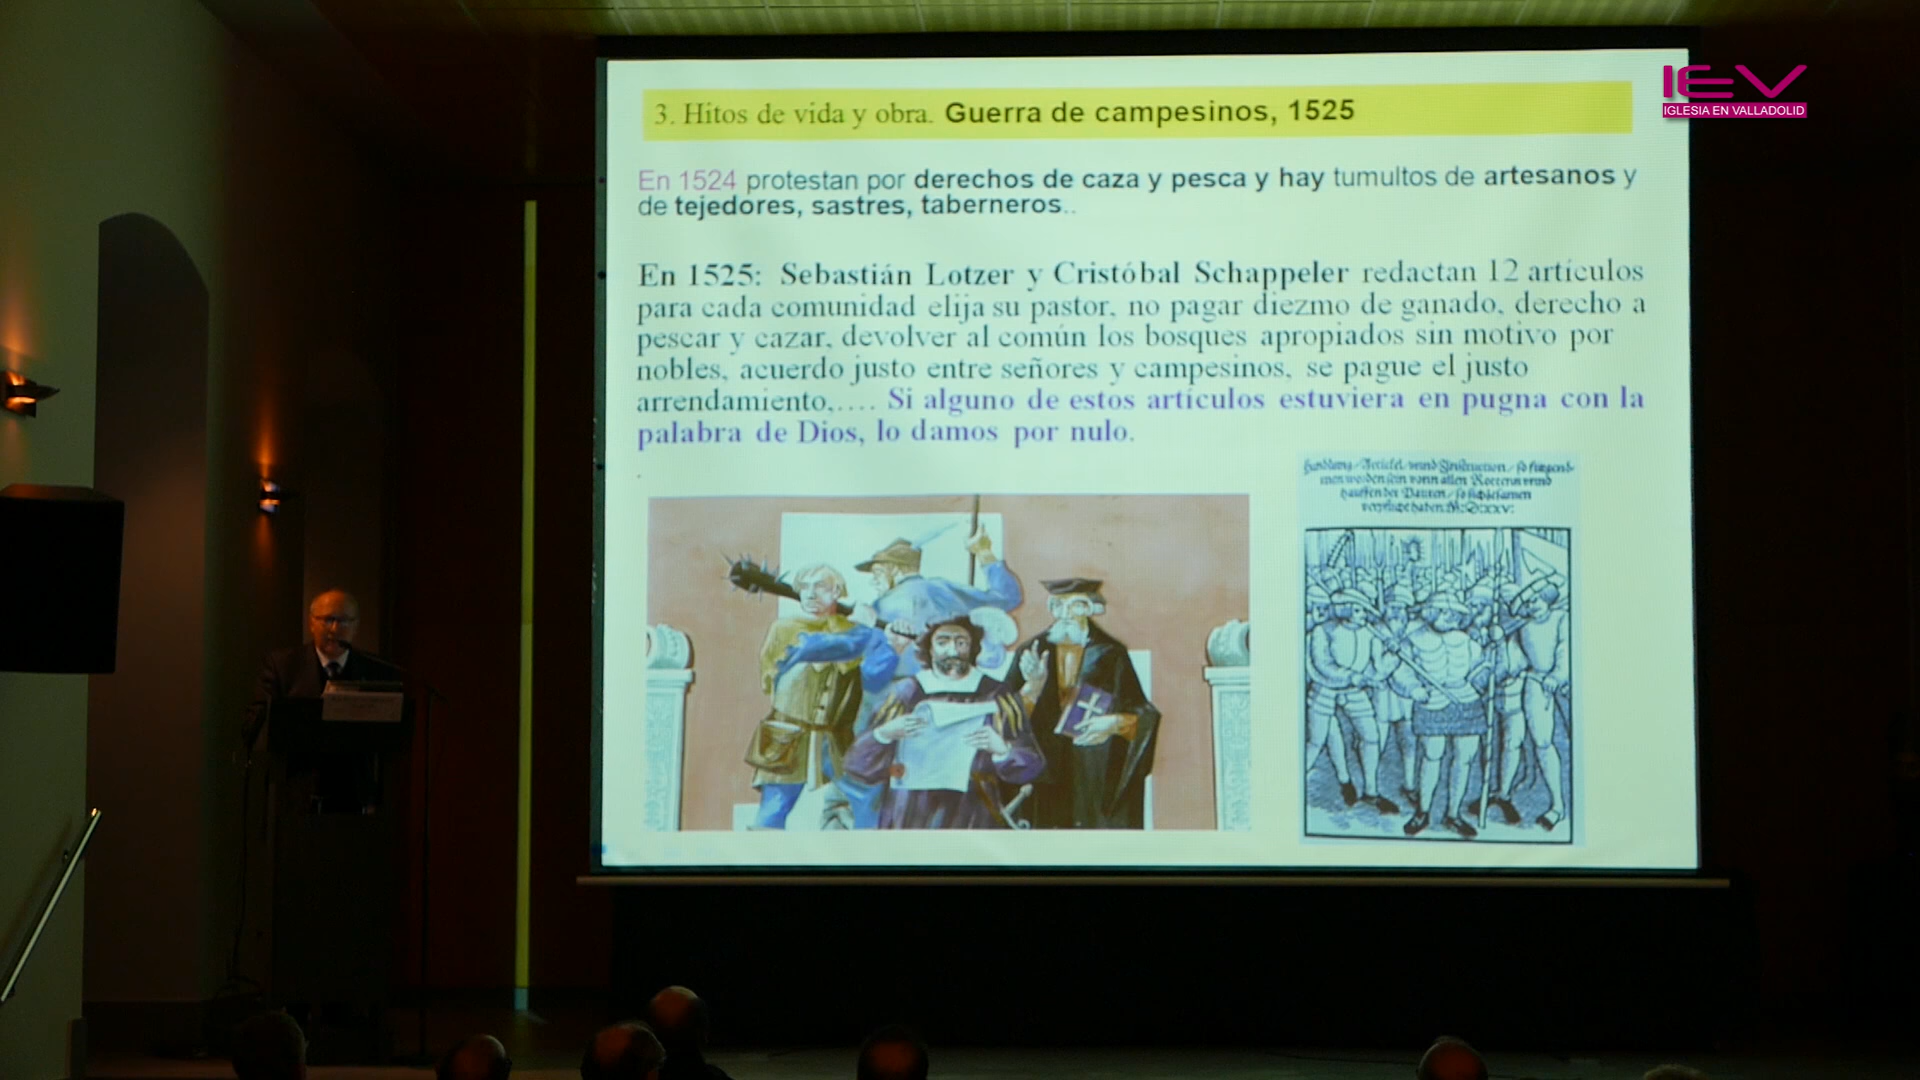 IEV
IGLESIA EN VALLADOLID
3. Hitos de vida y obra. Guerra de campesinos, 1525
En 1524 protestan por derechos de caza y pesca y hay tumultos de artesanos y
de tejedores, sastres, taberneros..
En 1525: Sebastián Lotzer y Cristóbal Schappeler redactan 12 artículos
para cada comunidad elija su pastor, no pagar diezmo de ganado, derecho a
pescar y cazar, devolver al común los bosques apropiados sin motivo por
nobles, acuerdo justo entre señores y campesinos, se pague el justo
arrendamiento,…. Si alguno de estos artículos estuviera en pugna con la
palabra de Dios, lo damos por nulo.